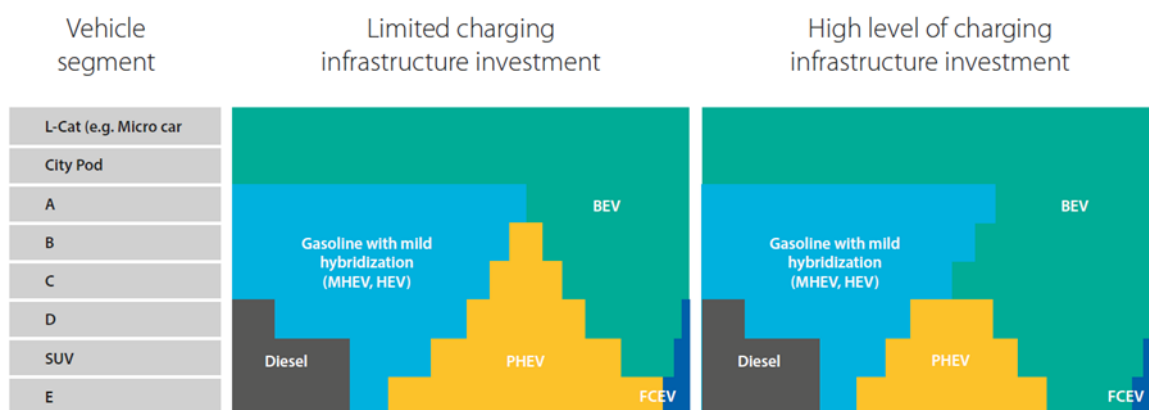 Vehicle
segment
Limited charging
infrastructure investment
High level of charging
infrastructure investment
L-Cat (e.g. Micro car
City Pod
A
B
C
D
SUV
E
BEV
Gasoline with mild
hybridization
(MHEV, HEV)
Diesel
PHEV
FCEV
BEV
Gasoline with mild
hybridization
(MHEV, HEV)
Diesel
PHEV
FCEV